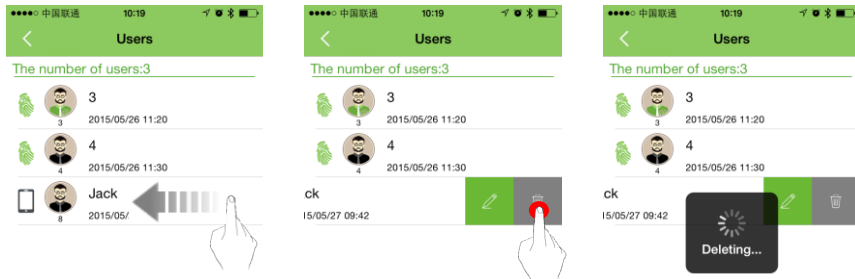 中国联通 10:19
Users
The number of users:3
3
3 2015/05/26 11:20
4
4 2015/05/26 11:30
Jack
8 2015/05/
中国联通 10:19
Users
The number of users:3
3
3 2015/05/26 11:20
4
4 2015/05/26 11:30
ck
15/05/27 09:42
中国联通 10:19
Users
The number of users:3
3
3 2015/05/26 11:20
4
4 2015/05/26 11:30
ck
15/05/27 09:42
Deleting...